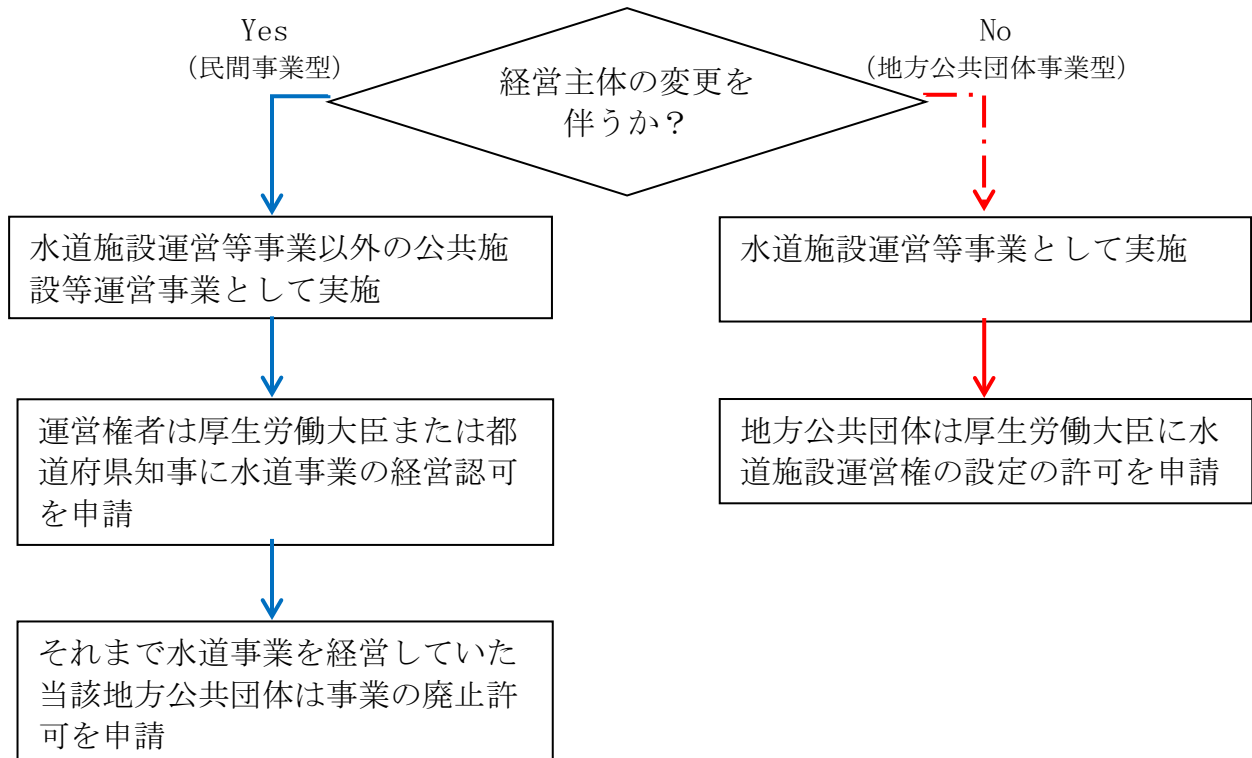 Yes
(民間事業型)
No
(地方公共団体事業型)
経営主体の変更を
伴うか？
水道施設運営等事業以外の公共施
設等運営事業として実施
水道施設運営等事業として実施
運営権者は厚生労働大臣または都
道府県知事に水道事業の経営認可
を申請
地方公共団体は厚生労働大臣に水
道施設運営権の設定の許可を申請
それまで水道事業を経営していた
当該地方公共団体は事業の廃止許
可を申請